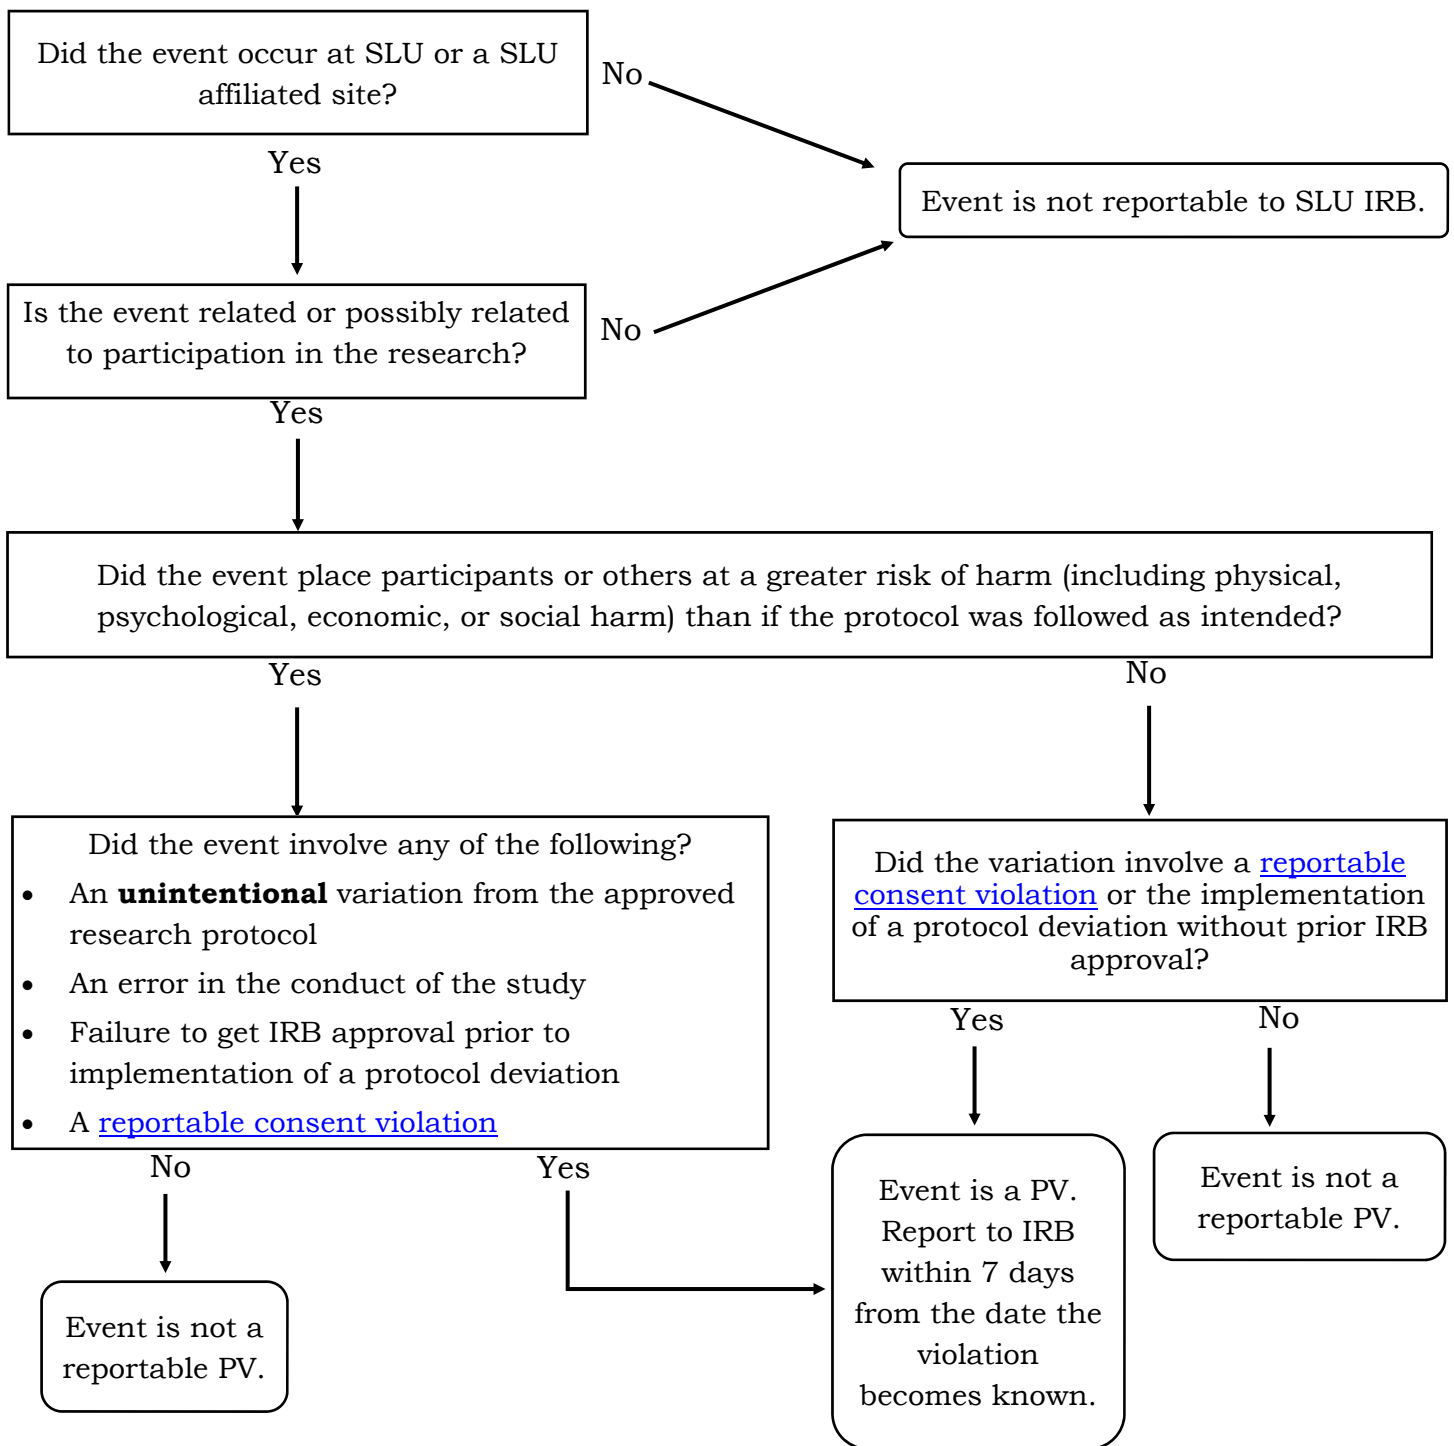 Did the event occur at SLU or a SLU
affiliated site?
No
Yes
Event is not reportable to SLU IRB.
Is the event related or possibly related
to participation in the research?
No
Yes
Did the event place participants or others at a greater risk of harm (including physical,
psychological, economic, or social harm) than if the protocol was followed as intended?
Yes
No
Did the event involve any of the following?
• An unintentional variation from the approved
research protocol
• An error in the conduct of the study
• Failure to get IRB approval prior to
implementation of a protocol deviation
• A reportable consent violation
Did the variation involve a reportable
consent violation or the implementation
of a protocol deviation without prior IRB
approval?
No
Yes
Yes
No
Event is not a
reportable PV.
Event is a PV.
Report to IRB
within 7 days
from the date the
violation
becomes known.
Event is not a
reportable PV.